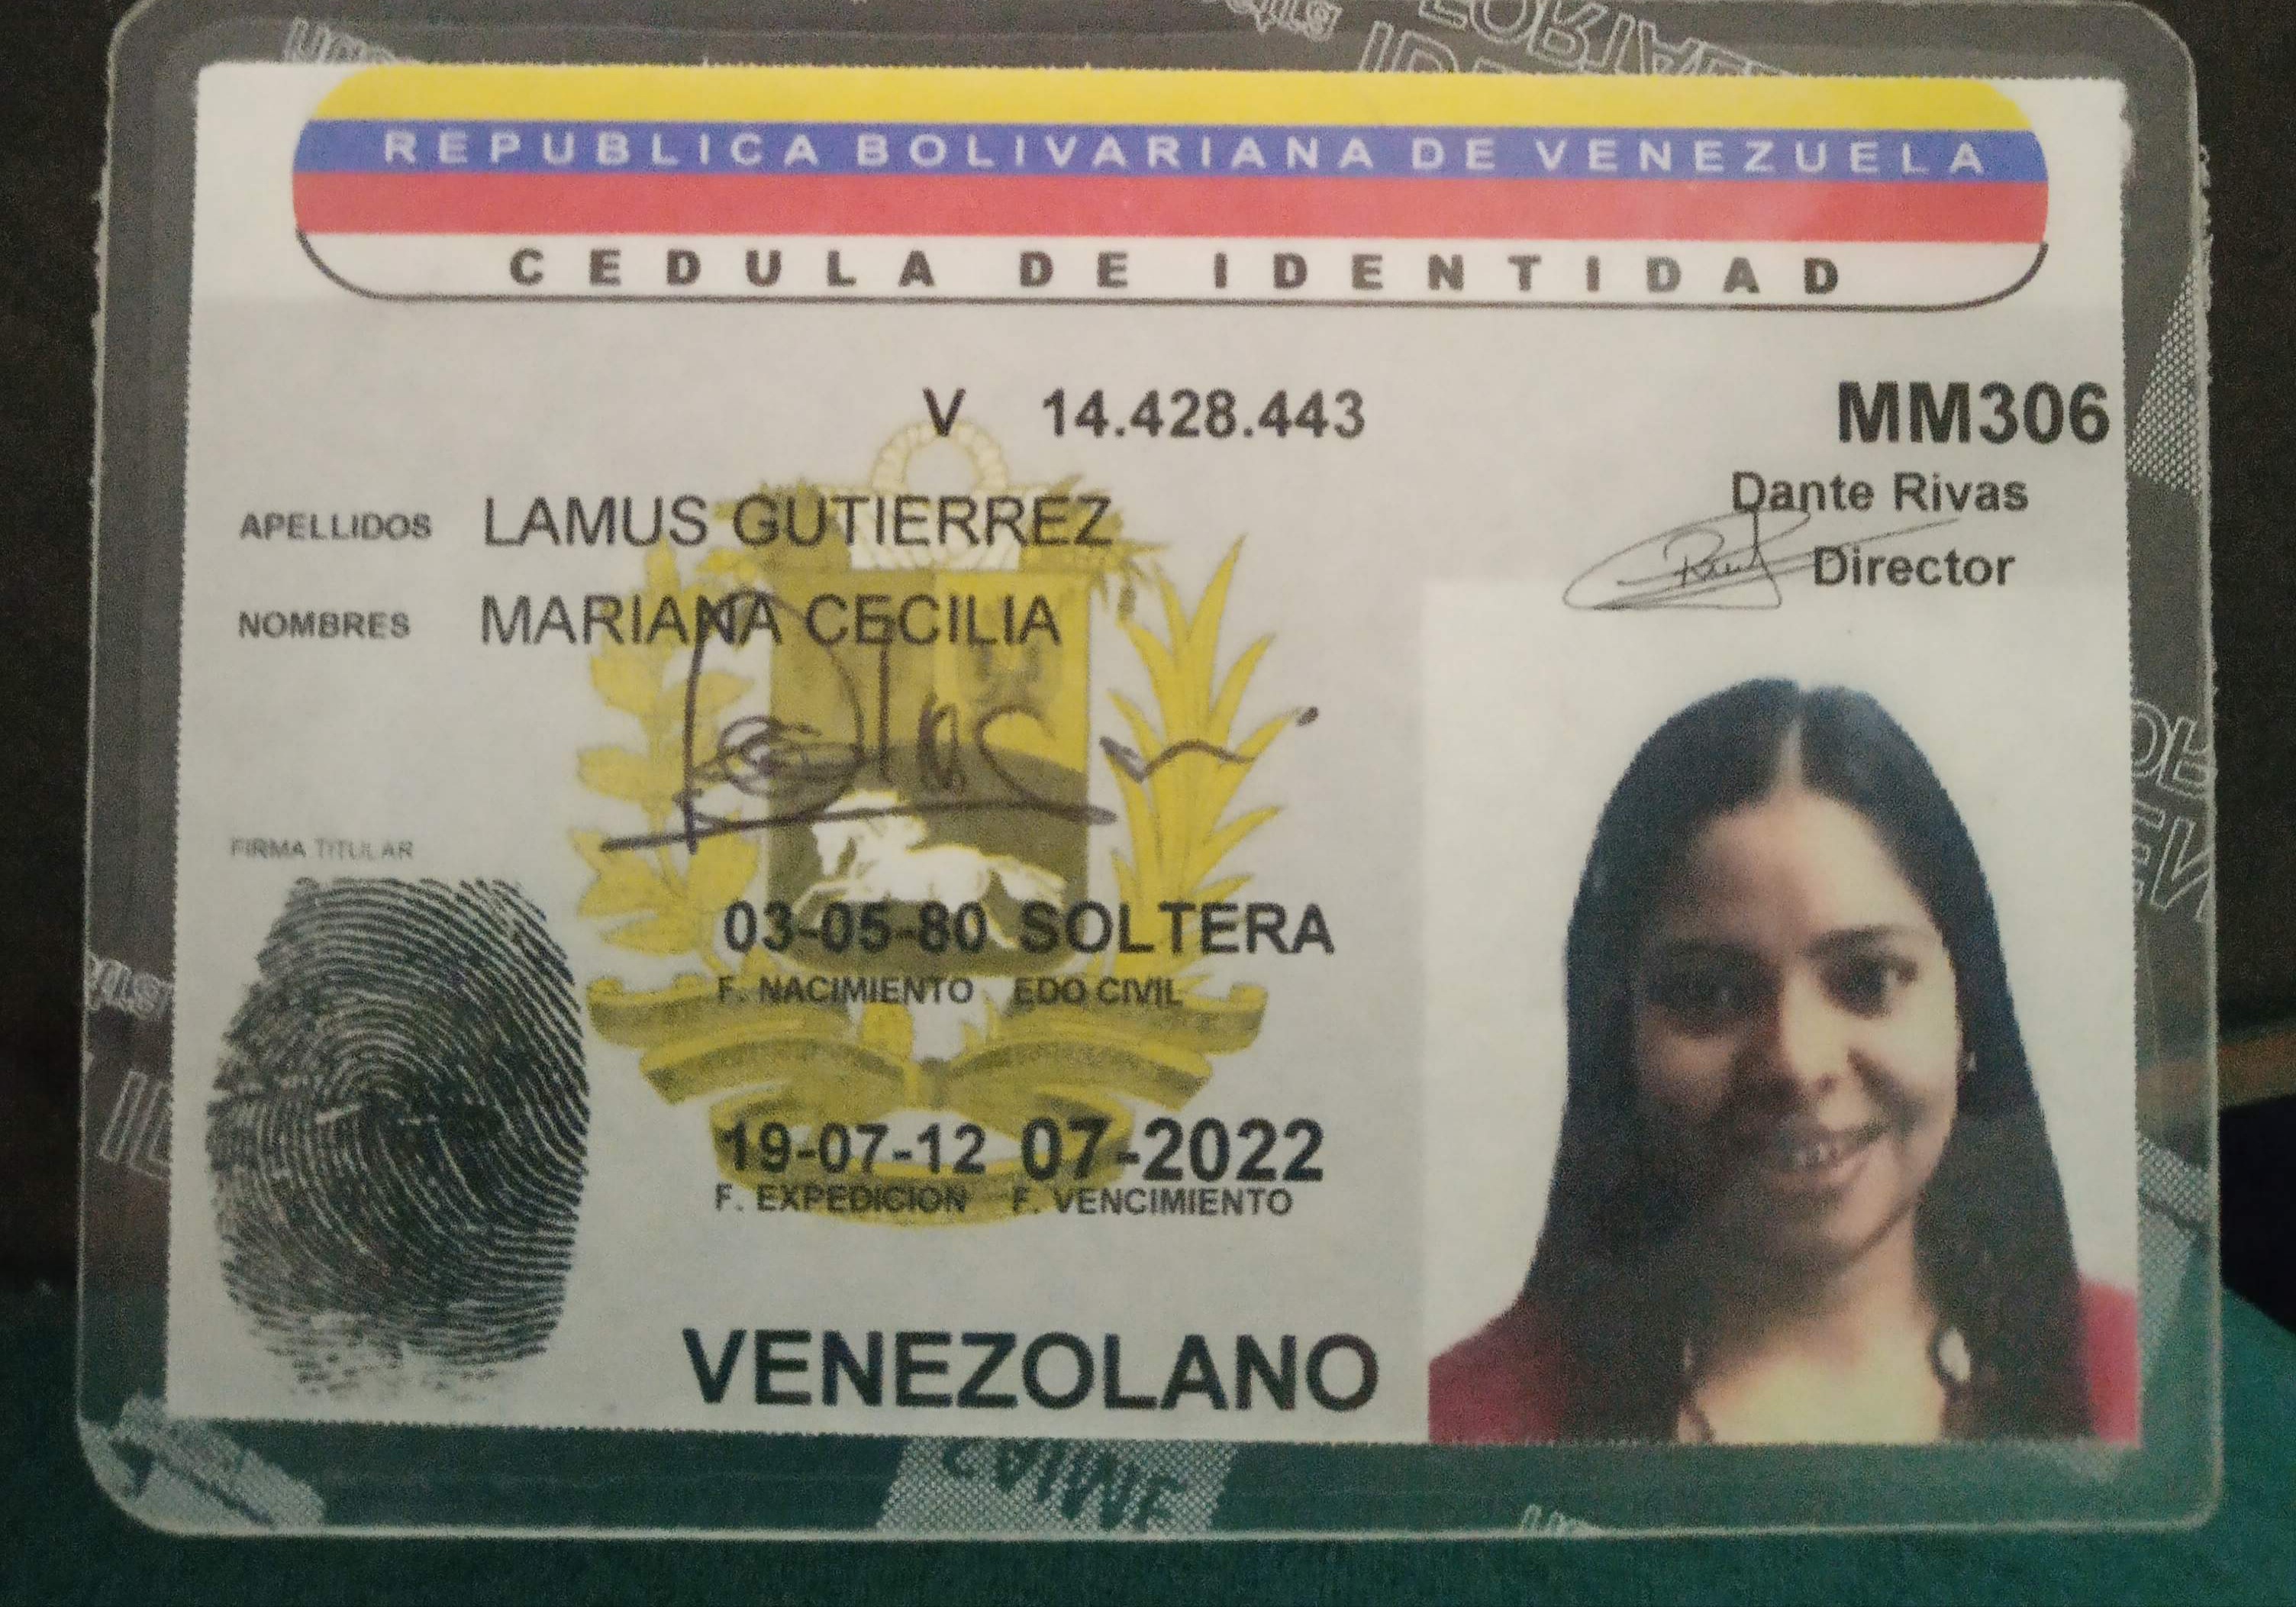 REPUBLICA BOLIVARIANA DE VENEZUELA
CEDULA DE IDENTIDAD
V 14.428.443
MM306
Dante Rivas
Director
APELLIDOS LAMUS GUTIERREZ
NOMBRES MARIANA CECILIA
FIRMA TITULAR
03-05-80 SOLTERA
F. NACIMIENTO EDO CIVIL
19-07-12 07-2022
F. EXPEDICION F. VENCIMIENTO
VENEZOLANO